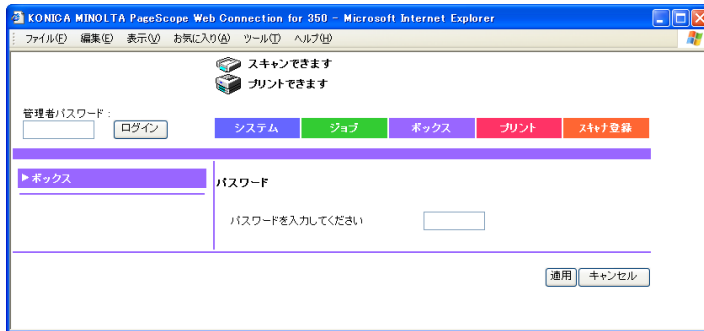 KONICA MINOLTA PageScope Web Connection for 350 - Microsoft Internet Explorer
ファイル(F) 編集(E) 表示(V) お気に入り(A) ツール(T) ヘルプ(H)
スキャンできます
プリントできます
管理者パスワード :
ログイン
システム ジョブ ボックス プリント スキャナ登録
▶ボックス
パスワード
パスワードを入力してください
適用 キャンセル